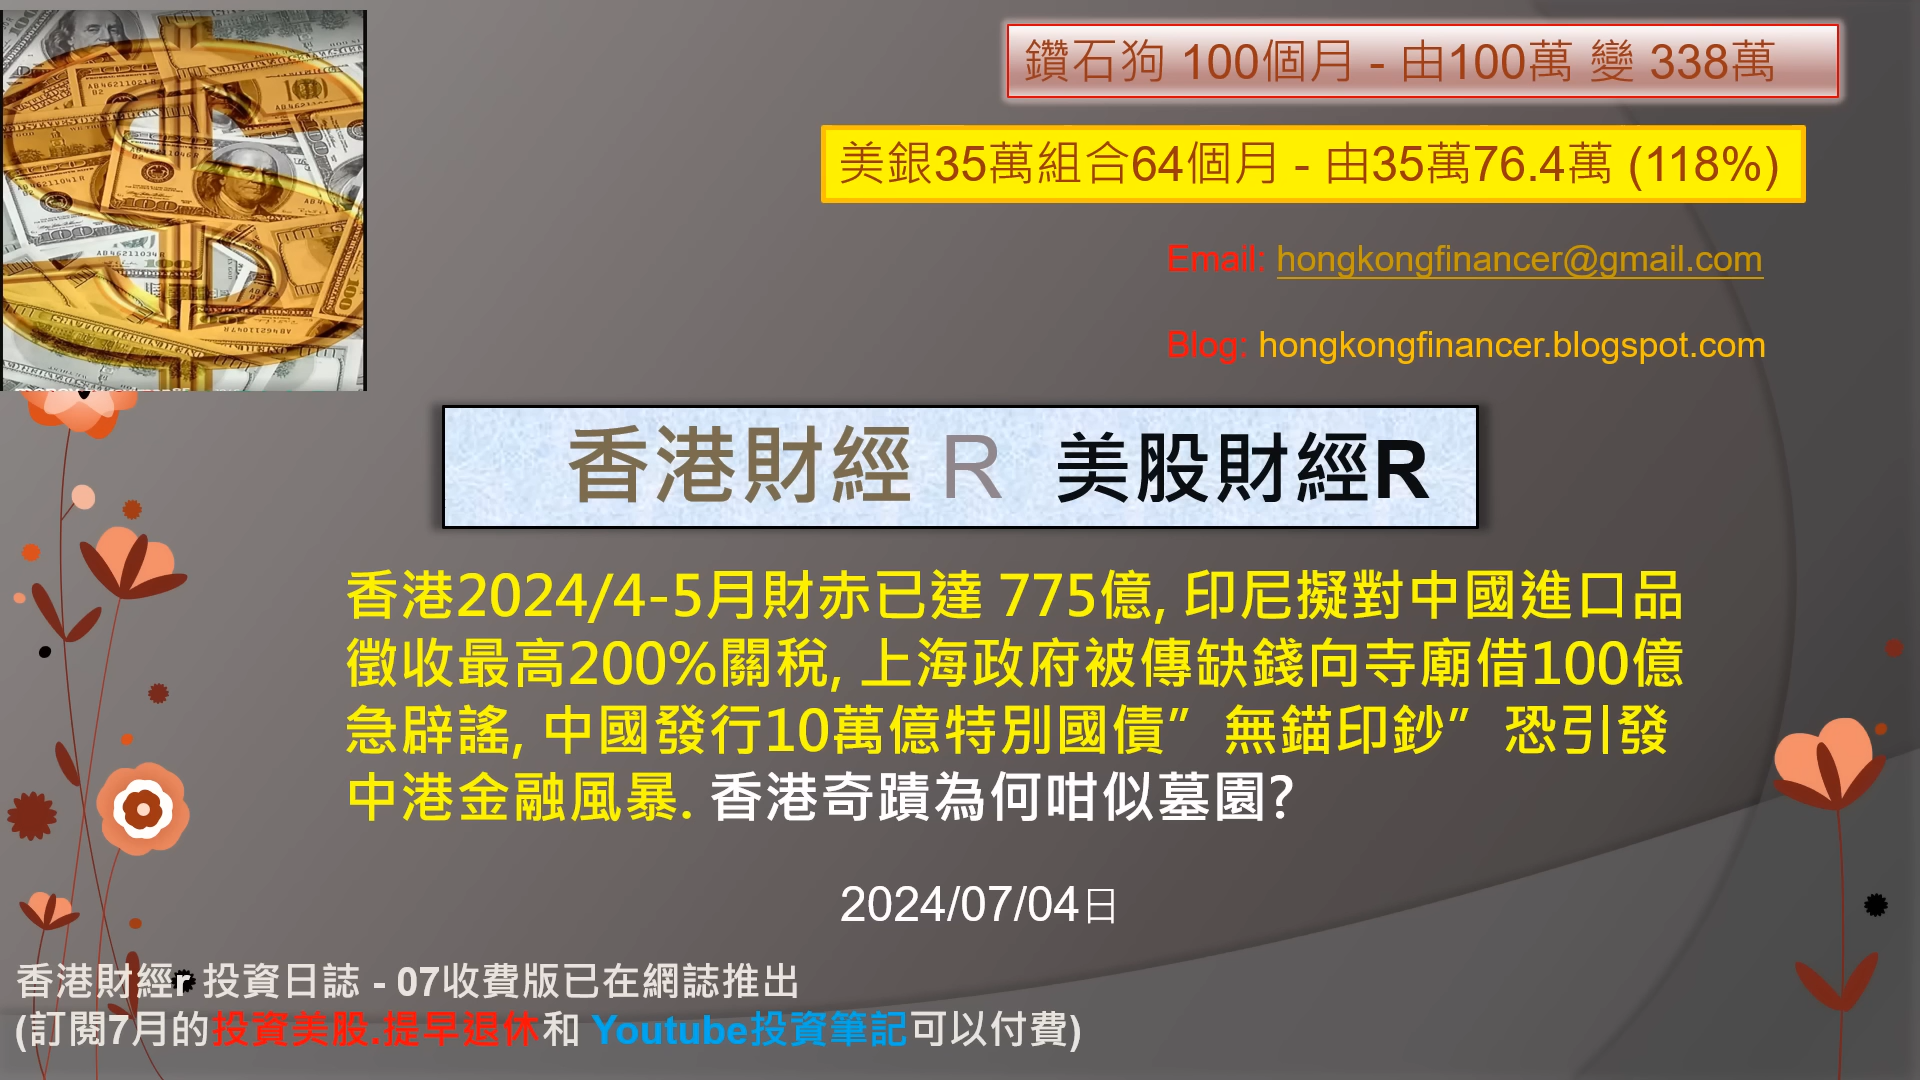 鑽石狗 100個月 - 由100萬 變 338萬
美銀35萬組合64個月 - 由35萬76.4萬 (118%)
Email: hongkongfinancer@gmail.com
Blog: hongkongfinancer.blogspot.com
香港財經 R 美股財經R
香港2024/4-5月財赤已達 775億, 印尼擬對中國進口品
徵收最高200%關稅, 上海政府被傳缺錢向寺廟借100億
急辟謠, 中國發行10萬億特別國債”無錨印鈔”恐引發
中港金融風暴. 香港奇蹟為何咁似墓園?
2024/07/04日
香港財經r 投資日誌 - 07收費版已在網誌推出
(訂閱7月的投資美股.提早退休和 Youtube投資筆記可以付費)